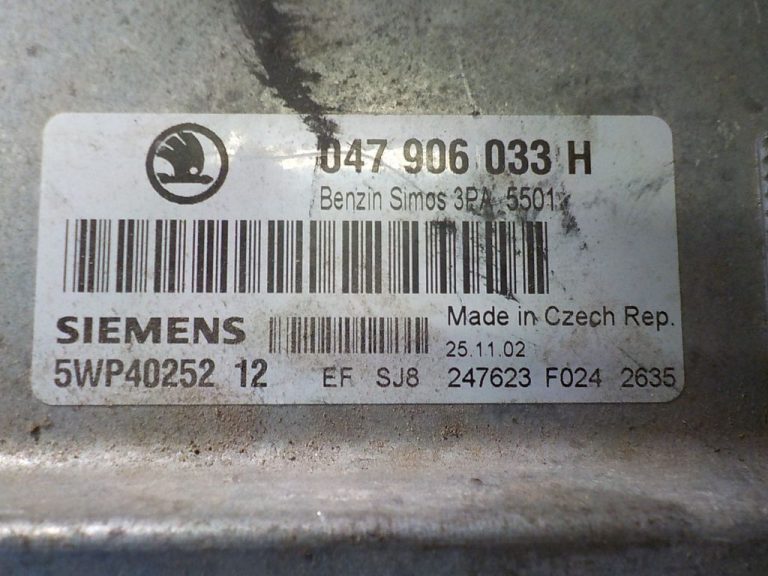 047 906 033 H
Benzin Simos 3PA 5501
SIEMENS
Made in Czech Rep.
25.11.02
5WP40252 12
EF SJ8 247623 F024 2635